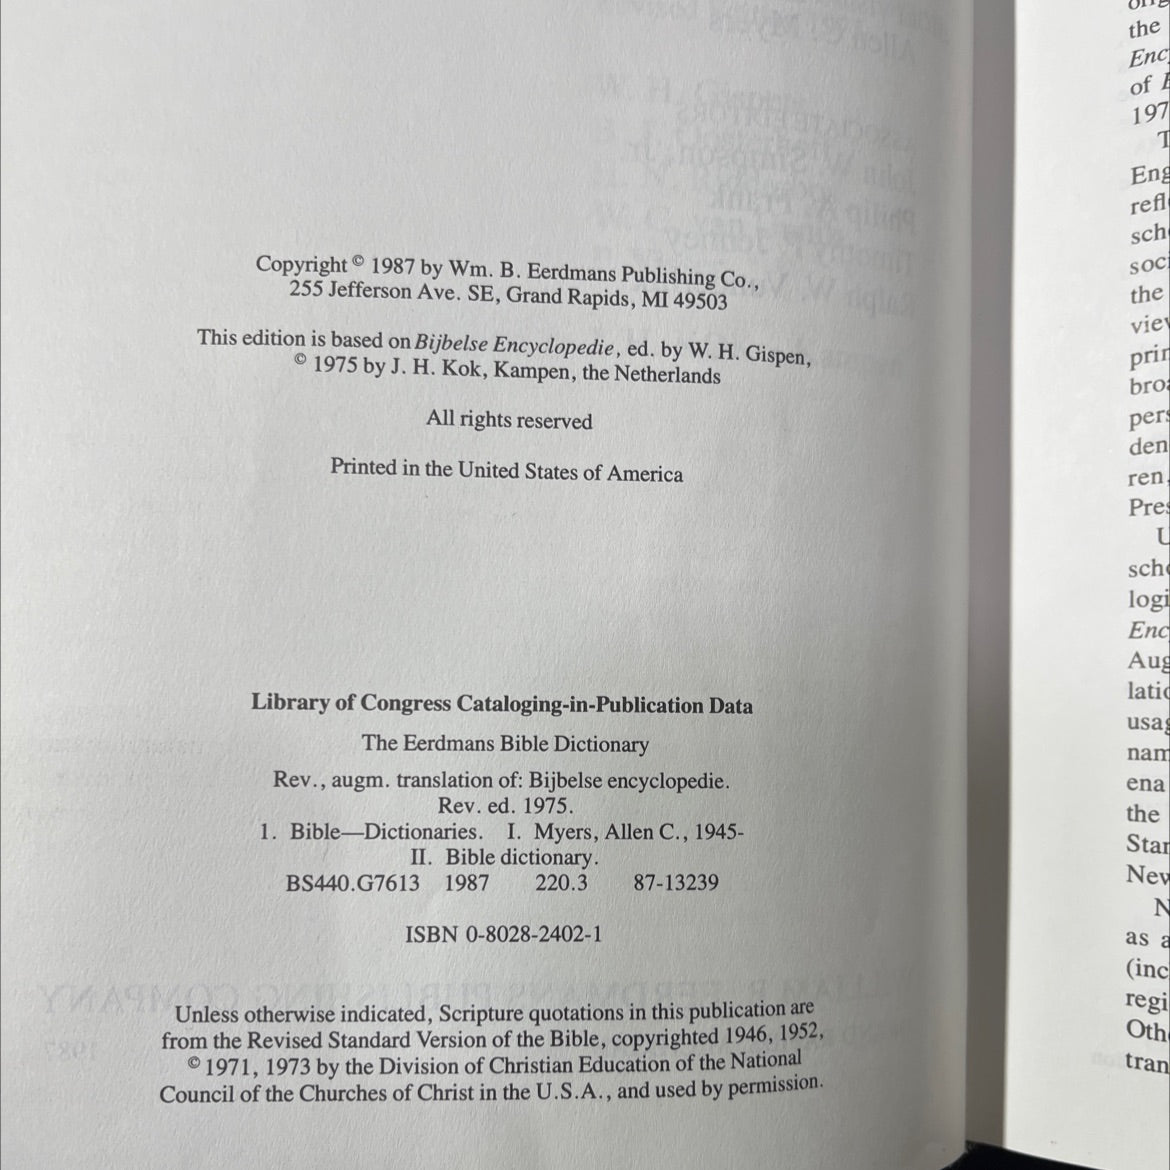 Copyright © 1987 by Wm. B. Eerdmans Publishing Co.,
255 Jefferson Ave. SE, Grand Rapids, MI 49503
This edition is based on Bijbelse Encyclopedie, ed. by W. H. Gispen,
© 1975 by J. H. Kok, Kampen, the Netherlands
All rights reserved
Printed in the United States of America
Library of Congress Cataloging-in-Publication Data
The Eerdmans Bible Dictionary
Rev., augm. translation of: Bijbelse encyclopedie.
Rev. ed. 1975.
1. Bible—Dictionaries. I. Myers, Allen C., 1945-
II. Bible dictionary.
BS440.G7613 1987 220.3 87-13239
ISBN 0-8028-2402-1
Unless otherwise indicated, Scripture quotations in this publication are
from the Revised Standard Version of the Bible, copyrighted 1946, 1952,
© 1971, 1973 by the Division of Christian Education of the National
Council of the Churches of Christ in the U.S.A., and used by permission.
the
Enc
of
197
T
Eng
refl
sch
soc
the
vie
prin
bro
pers
den
ren,
Pres
U
sch
logi
Enc
Aug
latio
usag
nam
ena
the
Star
New
N
as a
(inc
regi
Oth
tran